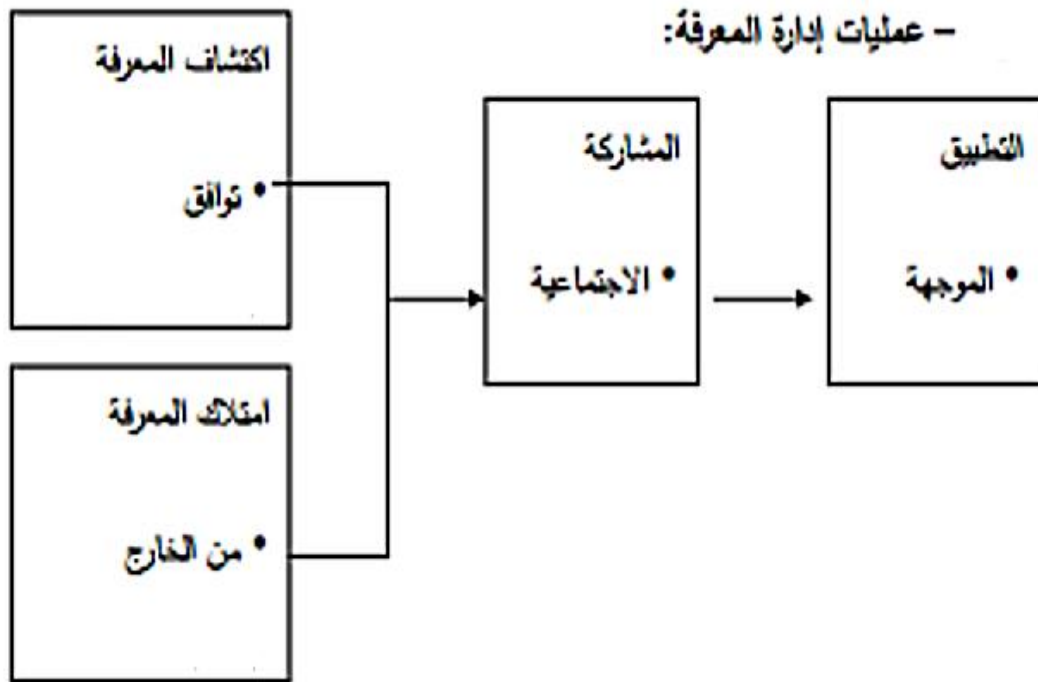 – عمليات إدارة المعرفة:
اكتشاف المعرفة
• توافق
امتلاك المعرفة
• من الخارج
المشاركة
• الاجتماعية
التطبيق
• الموجهة